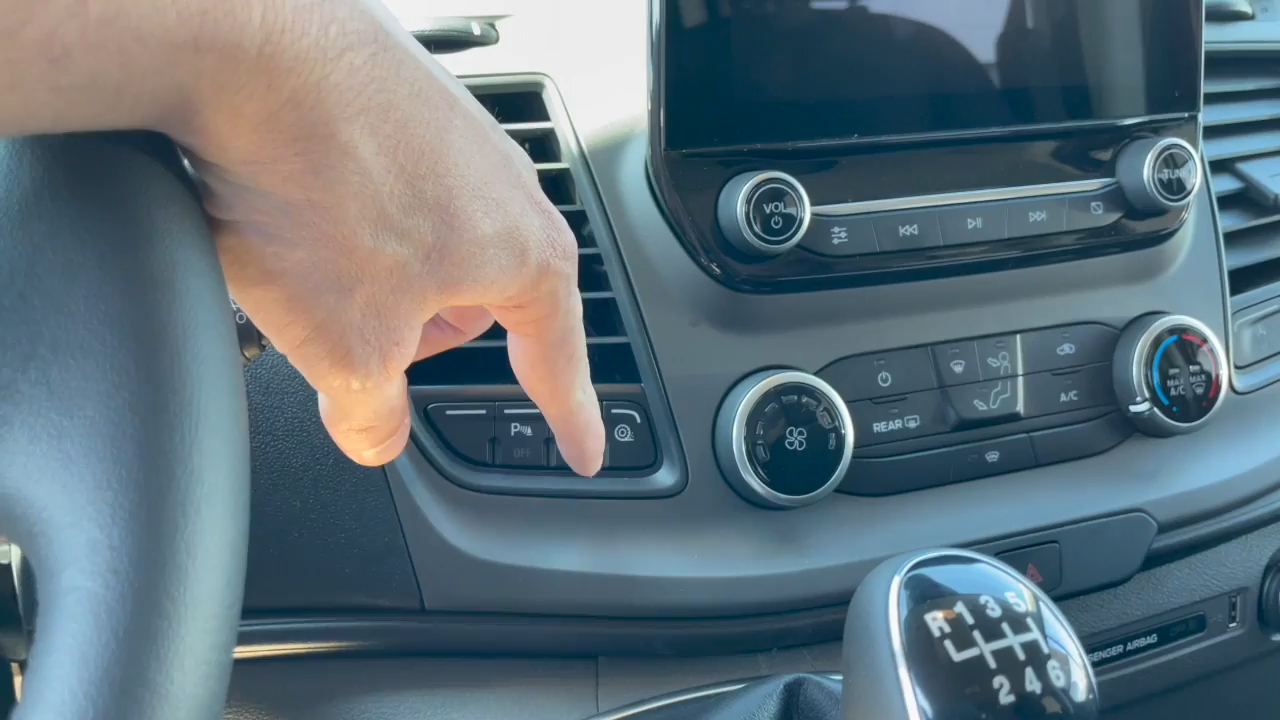 VOL
TUNE
P
OFF
REAR
A/C
MAX
A/C
MAX
R 1 3 5
2 4 6
SENGER AIRBAG